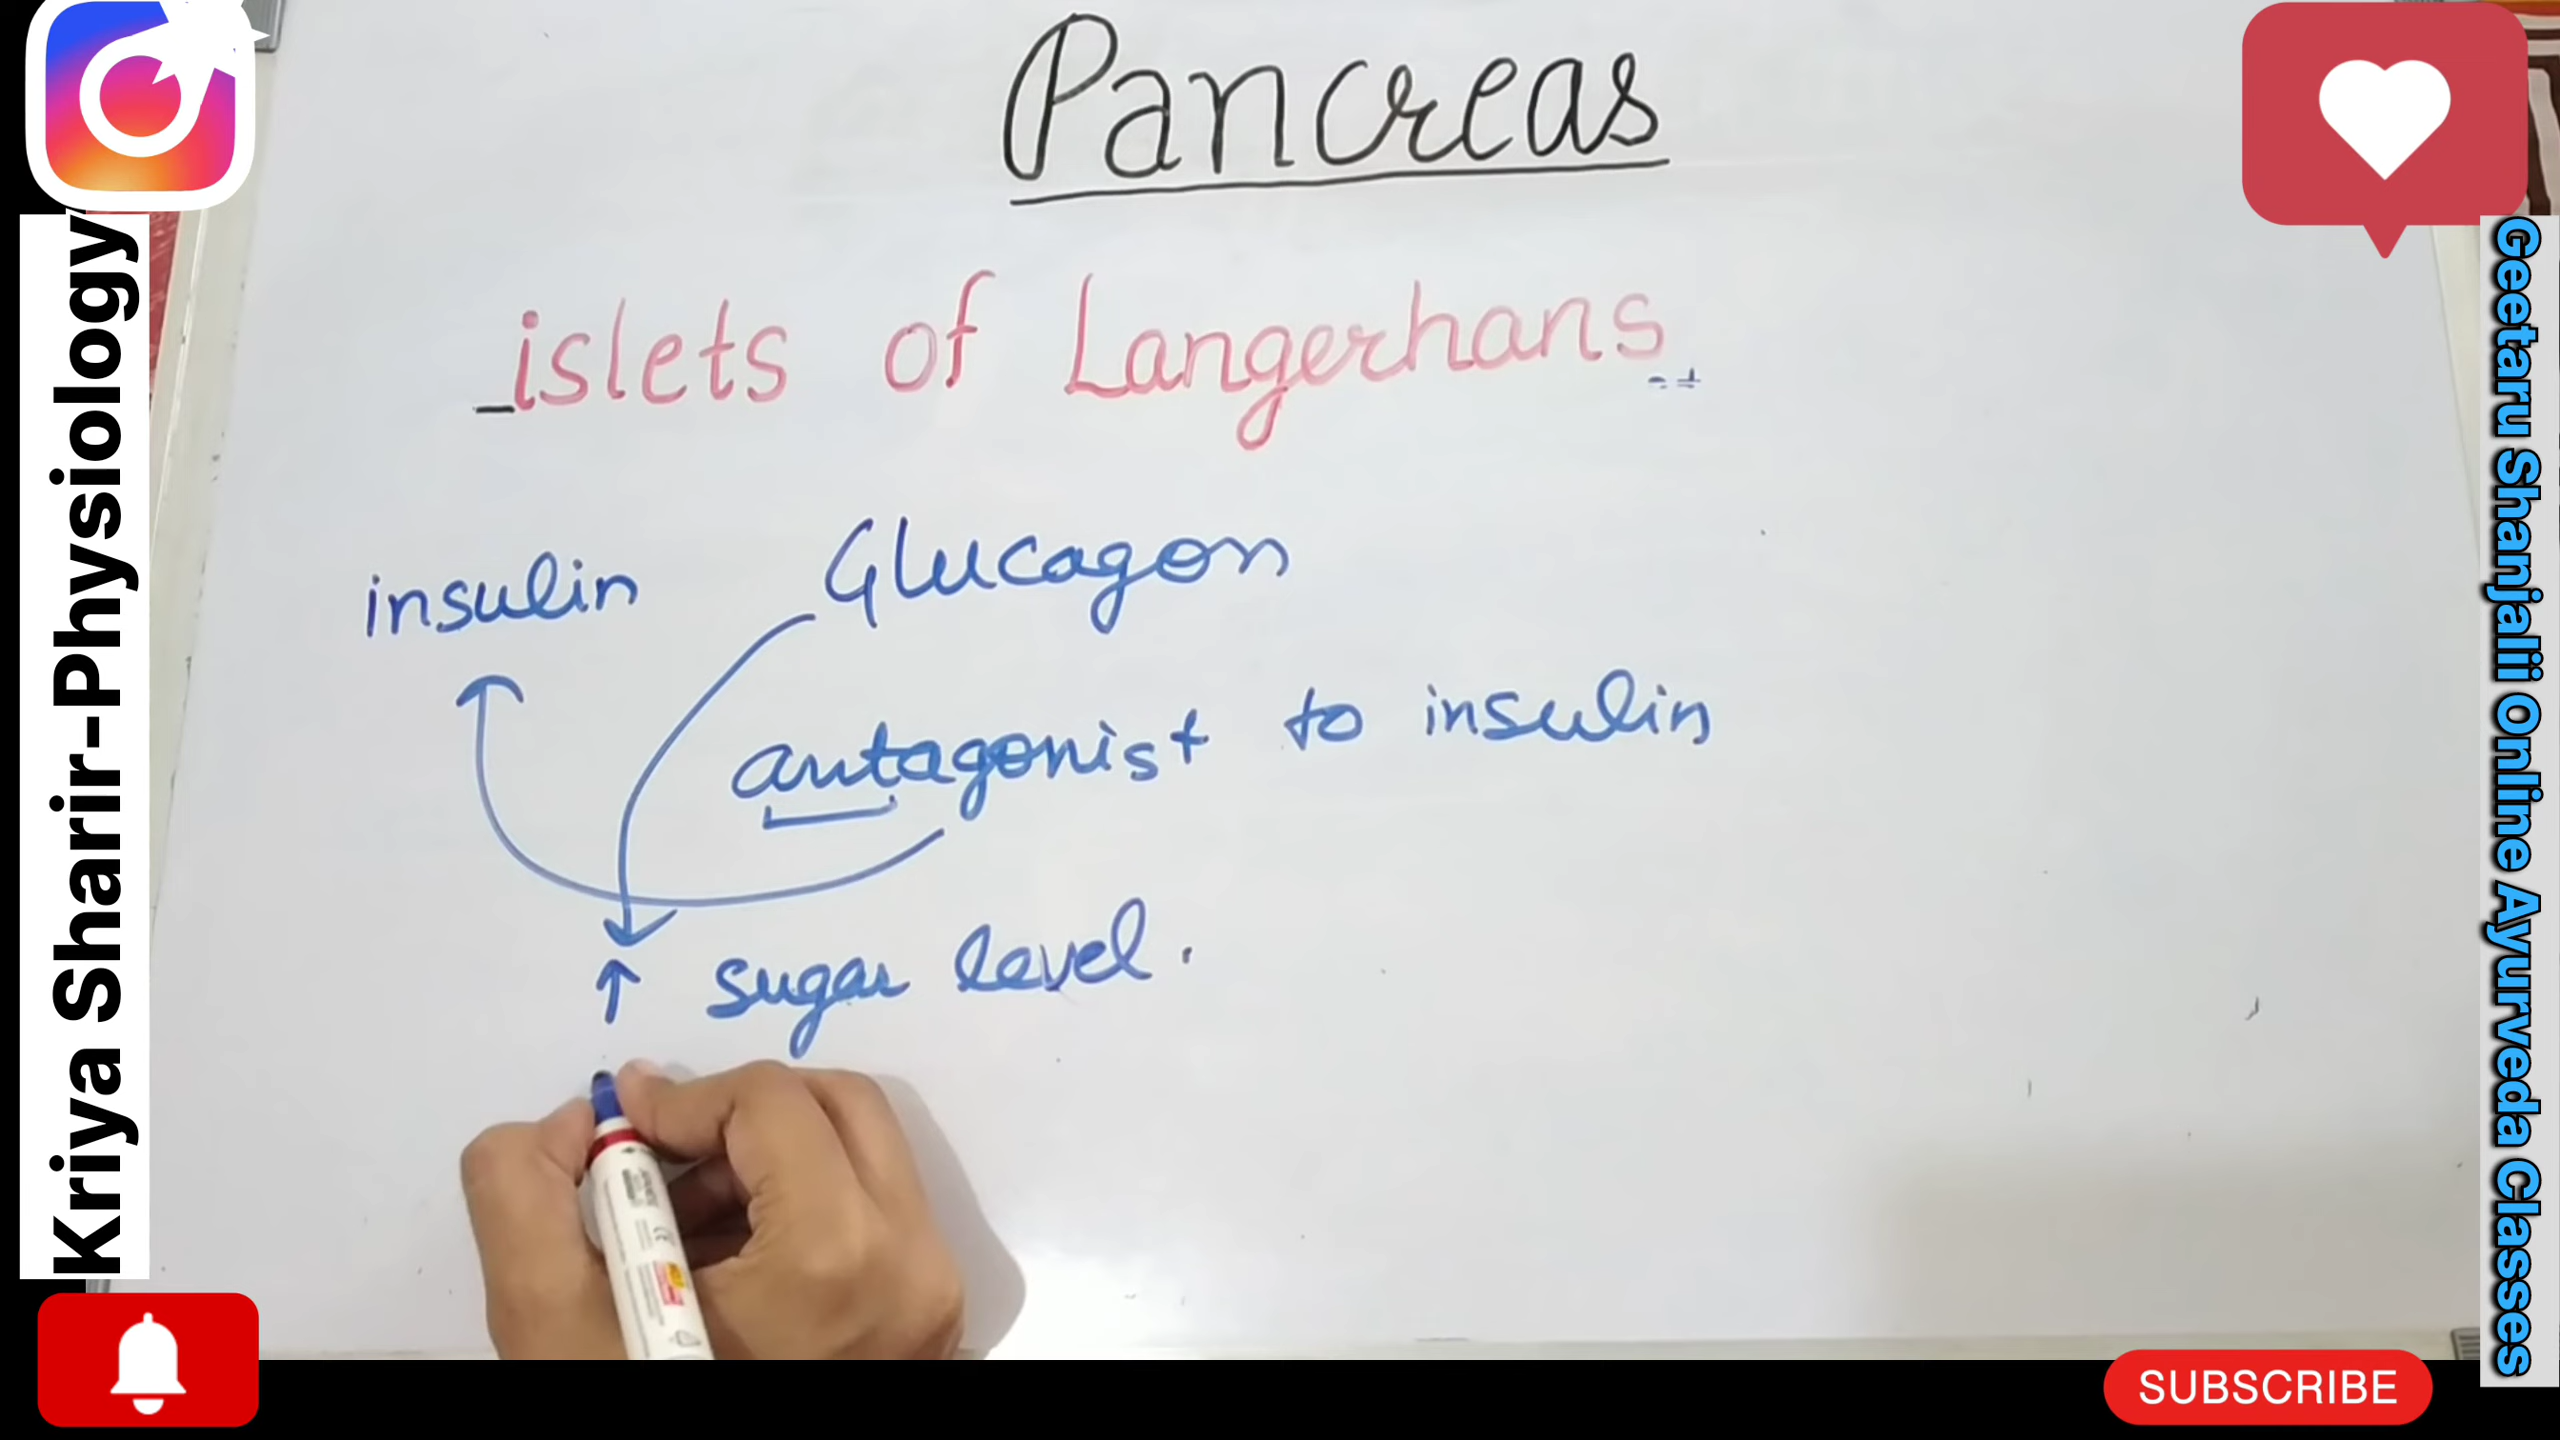 Pancreas
islets of Langerhans
insulin Glucagon
antagonist to insulin
↑ sugar level.
Kriya Sharir-Physiology
Geetaru Shanjalii Online Ayurveda Classes
SUBSCRIBE